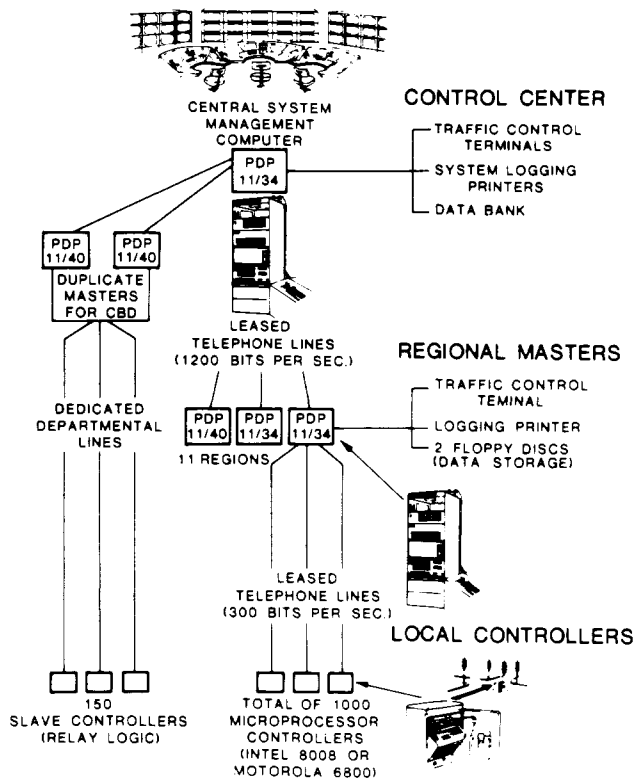 CENTRAL SYSTEM
MANAGEMENT
COMPUTER
PDP
11/34
CONTROL CENTER
TRAFFIC CONTROL
TERMINALS
SYSTEM LOGGING
PRINTERS
DATA BANK
PDP
11/40
PDP
11/40
DUPLICATE
MASTERS
FOR CBD
LEASED
TELEPHONE LINES
(1200 BITS PER SEC.)
REGIONAL MASTERS
TRAFFIC CONTROL
TEMINAL
LOGGING PRINTER
2 FLOPPY DISCS
(DATA STORAGE)
DEDICATED
DEPARTMENTAL
LINES
PDP
11/40
PDP
11/34
PDP
11/34
11 REGIONS
LEASED
TELEPHONE LINES
(300 BITS PER SEC.)
LOCAL CONTROLLERS
150
SLAVE CONTROLLERS
(RELAY LOGIC)
TOTAL OF 1000
MICROPROCESSOR
CONTROLLERS
(INTEL 8008 OR
MOTOROLA 6800)